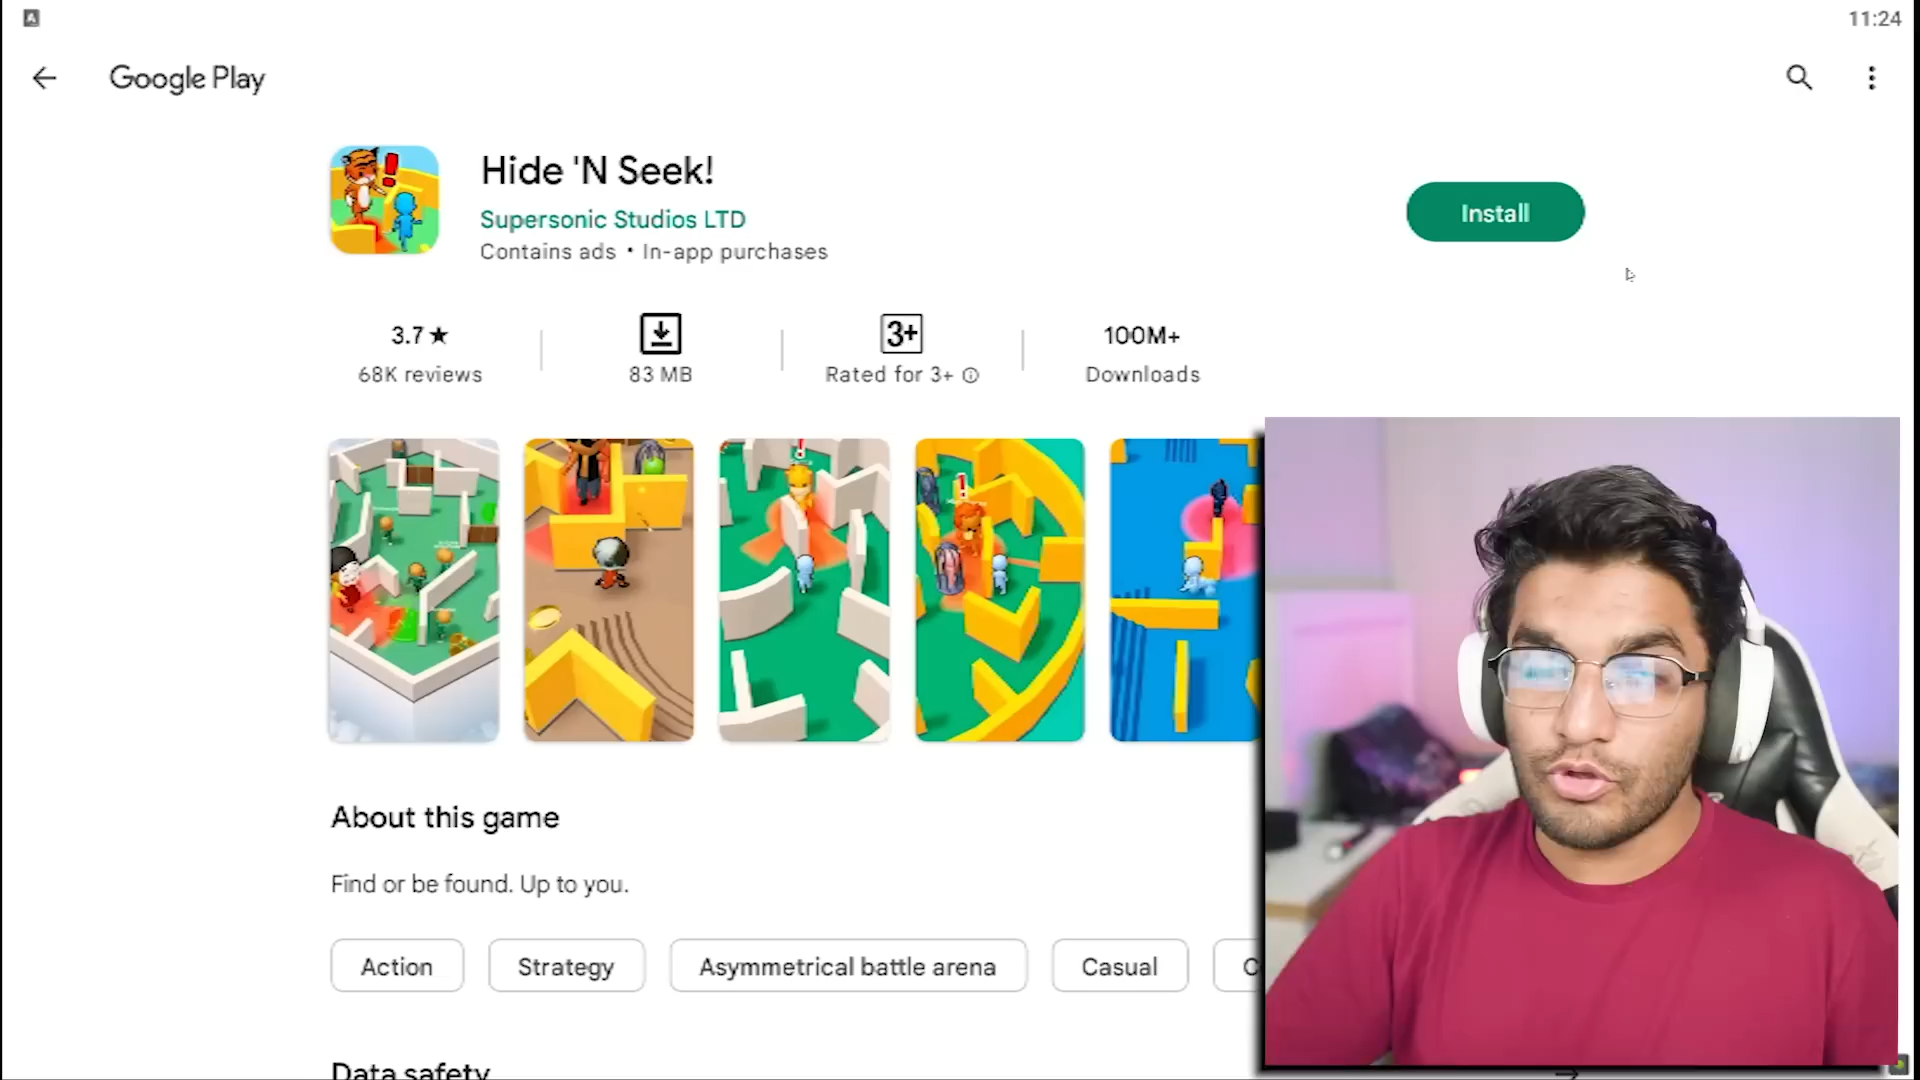 11:24
Google Play
Hide 'N Seek!
Supersonic Studios LTD
Contains ads • In-app purchases
Install
3.7★
68K reviews
83 MB
3+
Rated for 3+
100M+
Downloads
About this game
Find or be found. Up to you.
Action
Strategy
Asymmetrical battle arena
Casual
Data safety